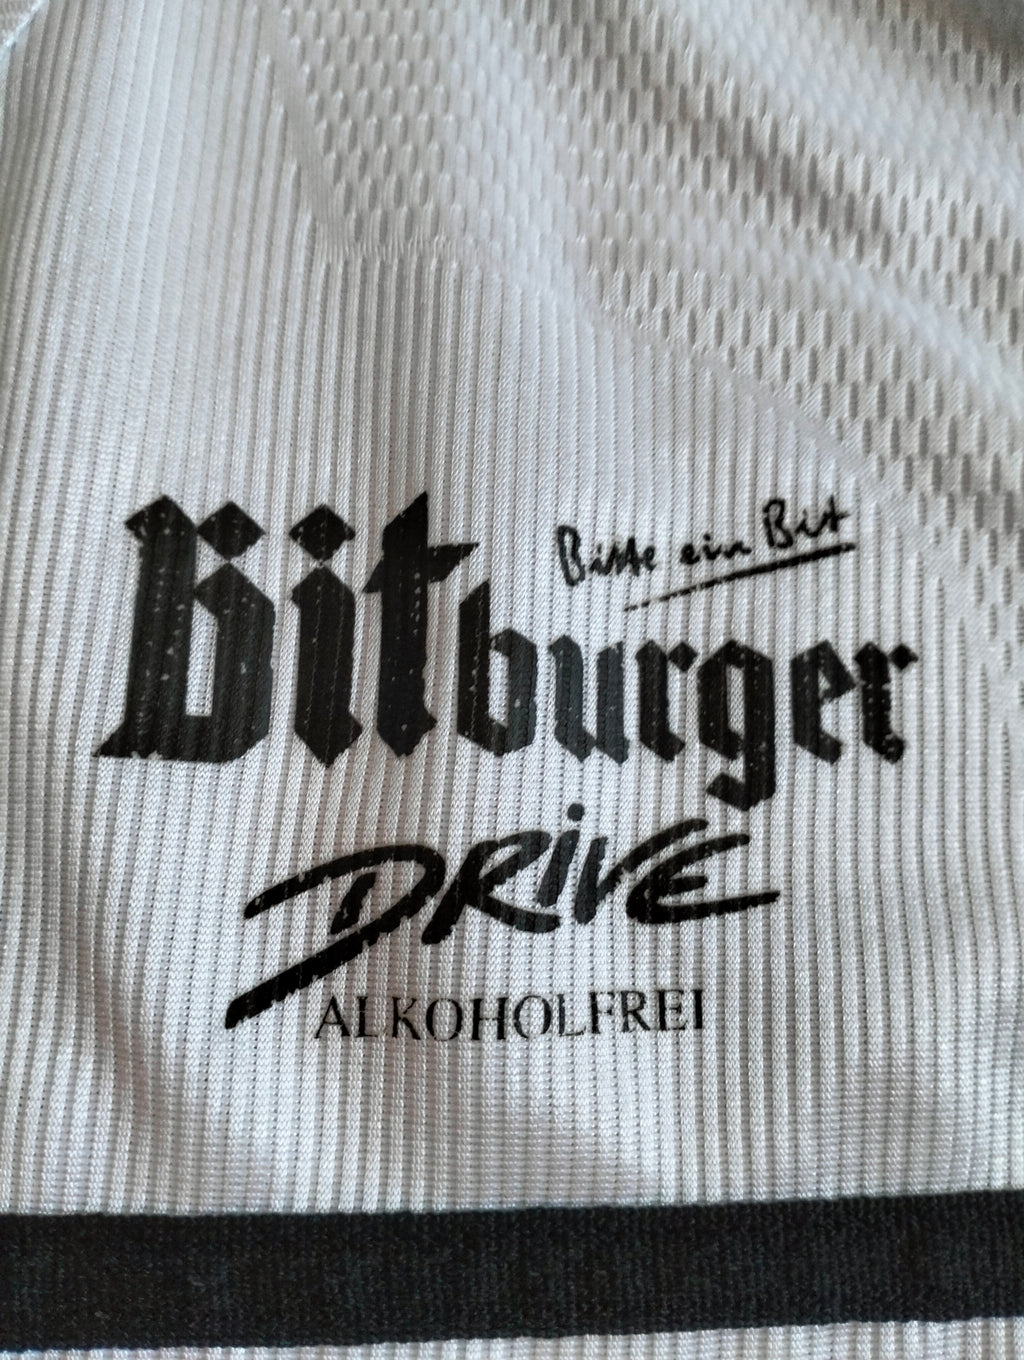 Bitte ein Bit
Bitburger
DRiVE
ALKOHOLFREI